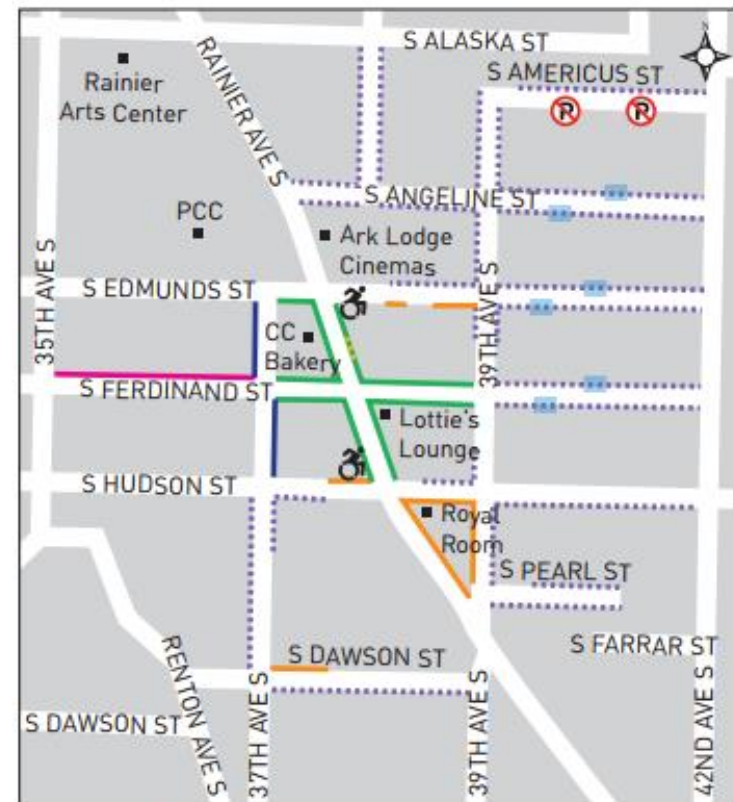 S ALASKA ST
N
RAINIER AVE S
Rainier
Arts Center
S AMERICUS ST
P
P
PCC
S ANGELINE ST
Ark Lodge
Cinemas
35TH AVE S
S EDMUNDS ST
39TH AVE S
CC
Bakery
S FERDINAND ST
Lottie's
Lounge
S HUDSON ST
Royal
Room
S PEARL ST
S FARRAR ST
S DAWSON ST
RENTON AVE S
S DAWSON ST
37TH AVE S
39TH AVE S
42ND AVE S